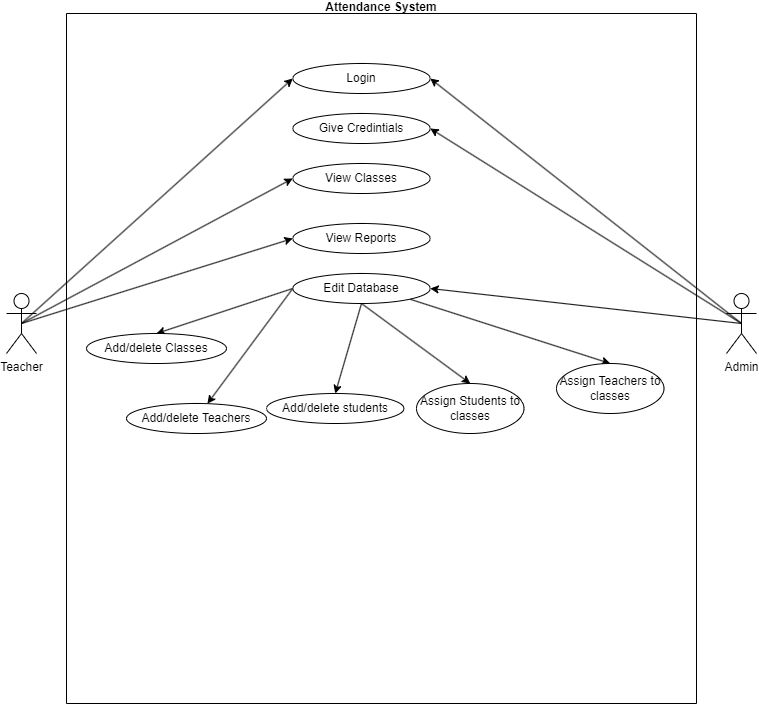 Attendance System
Login
Give Credintials
View Classes
View Reports
Edit Database
Teacher
Admin
Add/delete Classes
Add/delete Teachers
Add/delete students
Assign Students to
classes
Assign Teachers to
classes